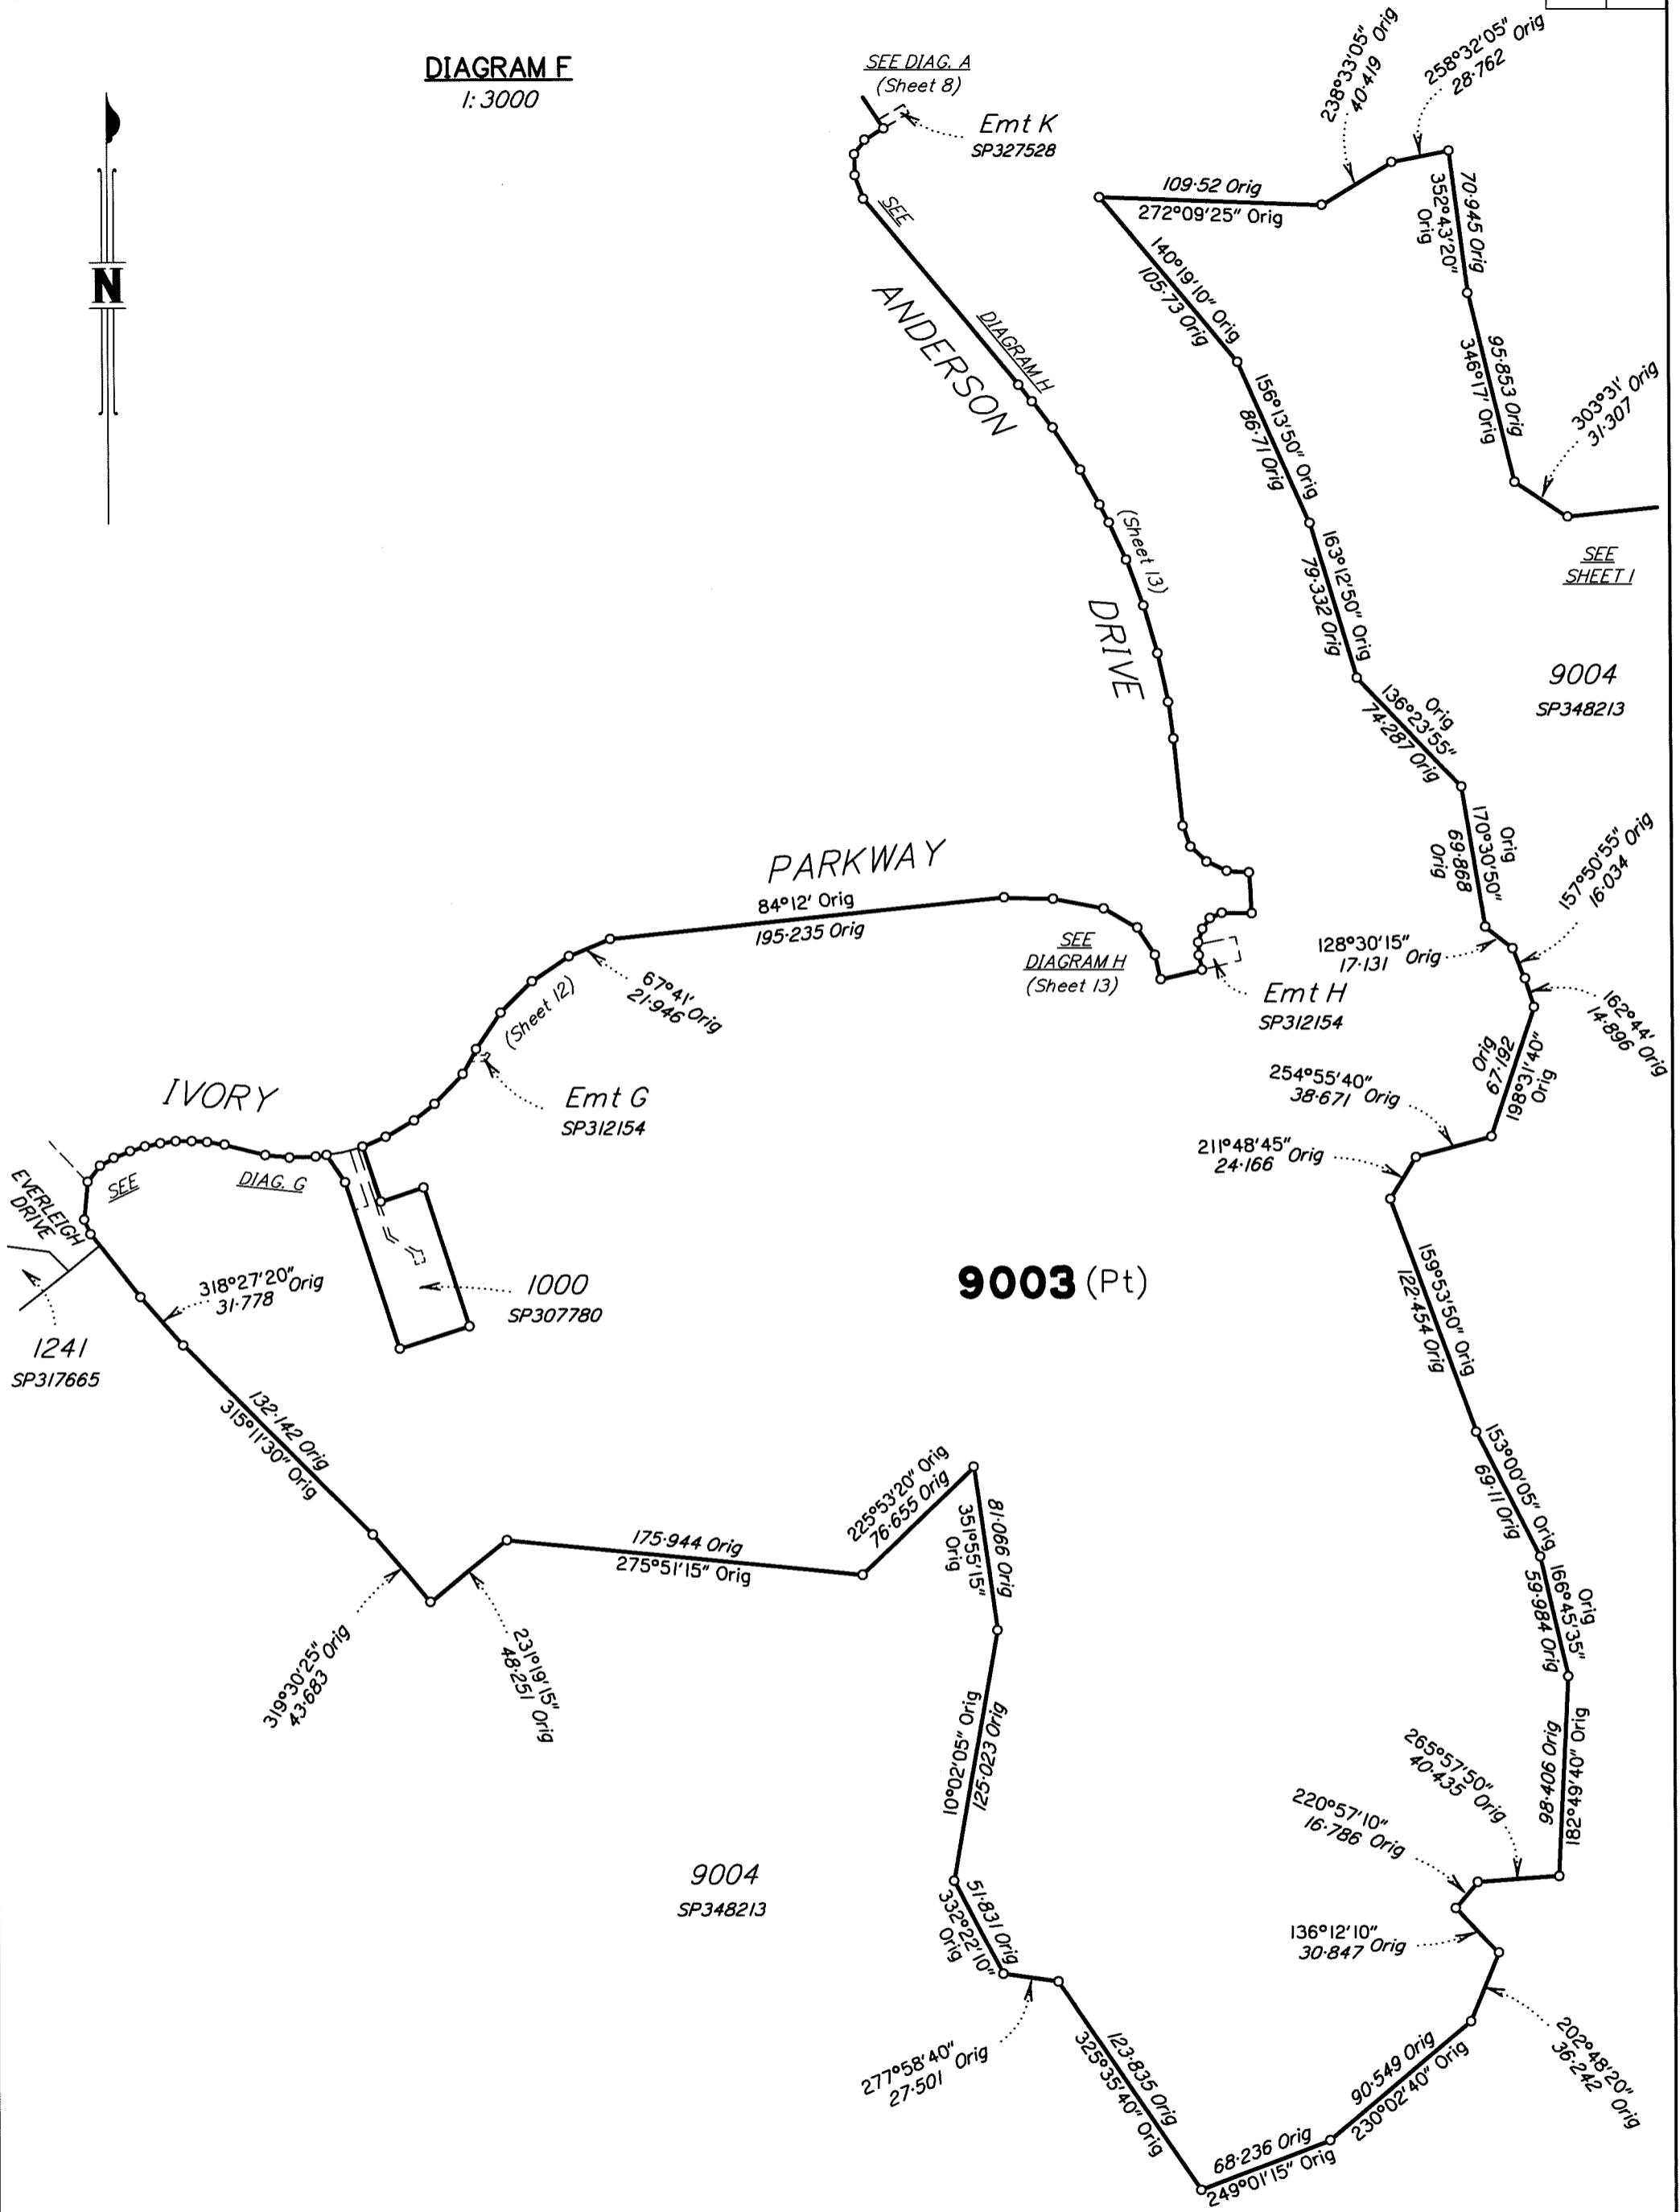 DIAGRAM F
1:3000
N
SEE DIAG. A
(Sheet 8)
Emt K
SP327528
238°33'05" Orig
40·419
258°32'05" Orig
28·762
109·52 Orig
272°09'25" Orig
70·945 Orig
352°43'20"
Orig
95·853 Orig
346°17' Orig
303°31' Orig
31·307
SEE
SHEET 1
SEE
DIAGRAM H
(Sheet 13)
ANDERSON
DRIVE
140°19'10" Orig
105·73 Orig
156°13'50" Orig
86·71 Orig
163°12'50" Orig
79·332 Orig
9004
SP348213
Orig
136°23'55"
74·287 Orig
Orig
170°30'50"
69·868
Orig
157°50'55" Orig
16·034
128°30'15"
17·131 Orig
162°44' Orig
14·896
Orig
67·192
198°31'40"
Orig
254°55'40"
38·671 Orig
211°48'45"
24·166 Orig
PARKWAY
84°12' Orig
195·235 Orig
SEE
DIAGRAM H
(Sheet 13)
Emt H
SP312154
67°41' Orig
21·946
(Sheet 12)
Emt G
SP312154
IVORY
SEE
DIAG. G
EVERLEIGH
DRIVE
318°27'20" Orig
31·778
1000
SP307780
1241
SP317665
9003 (Pt)
159°53'50" Orig
122·454 Orig
132·142 Orig
315°11'30" Orig
153°00'05" Orig
69·11 Orig
225°53'20" Orig
76·655 Orig
81·066 Orig
351°55'15"
Orig
175·944 Orig
275°51'15" Orig
319°30'25" Orig
43·683
231°19'15"
48·251 Orig
Orig
166°45'35"
59·984 Orig
10°02'05" Orig
125·023 Orig
98·406 Orig
182°49'40" Orig
265°57'50"
40·435 Orig
220°57'10"
16·786 Orig
9004
SP348213
51·831 Orig
332°22'10"
Orig
136°12'10"
30·847 Orig
277°58'40"
27·501 Orig
123·835 Orig
325°35'40" Orig
202°48'20"
36·242 Orig
90·549 Orig
230°02'40" Orig
68·236 Orig
249°01'15" Orig